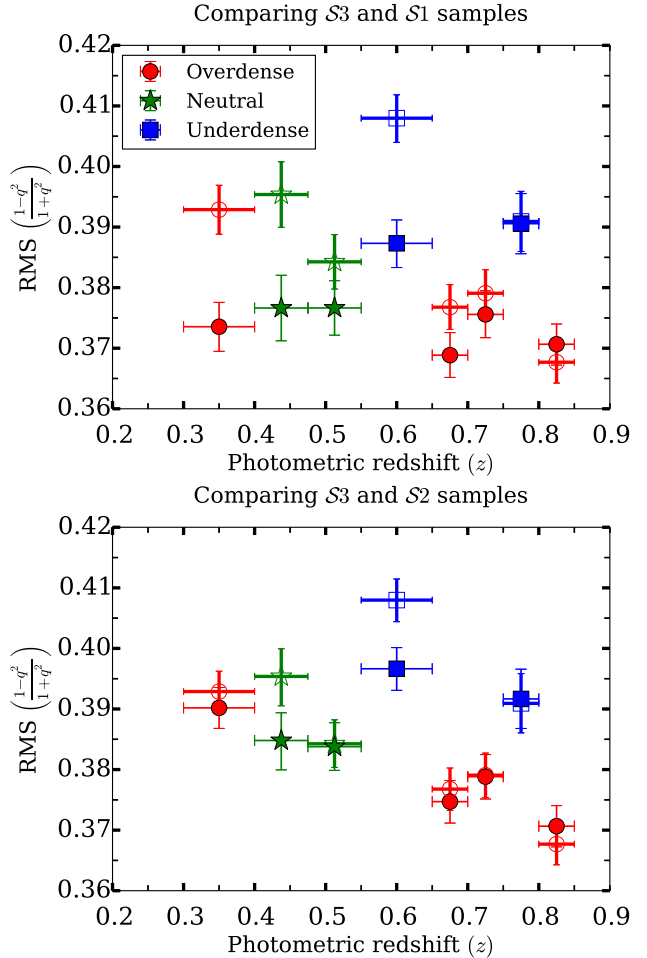 Comparing 𝒮3 and 𝒮1 samples
0.42
0.41
0.40
0.39
0.38
0.37
0.36
Overdense
Neutral
Underdense
RMS ((1−q²)/(1+q²))
0.2 0.3 0.4 0.5 0.6 0.7 0.8 0.9
Photometric redshift (z)
Comparing 𝒮3 and 𝒮2 samples
0.42
0.41
0.40
0.39
0.38
0.37
0.36
RMS ((1−q²)/(1+q²))
0.2 0.3 0.4 0.5 0.6 0.7 0.8 0.9
Photometric redshift (z)